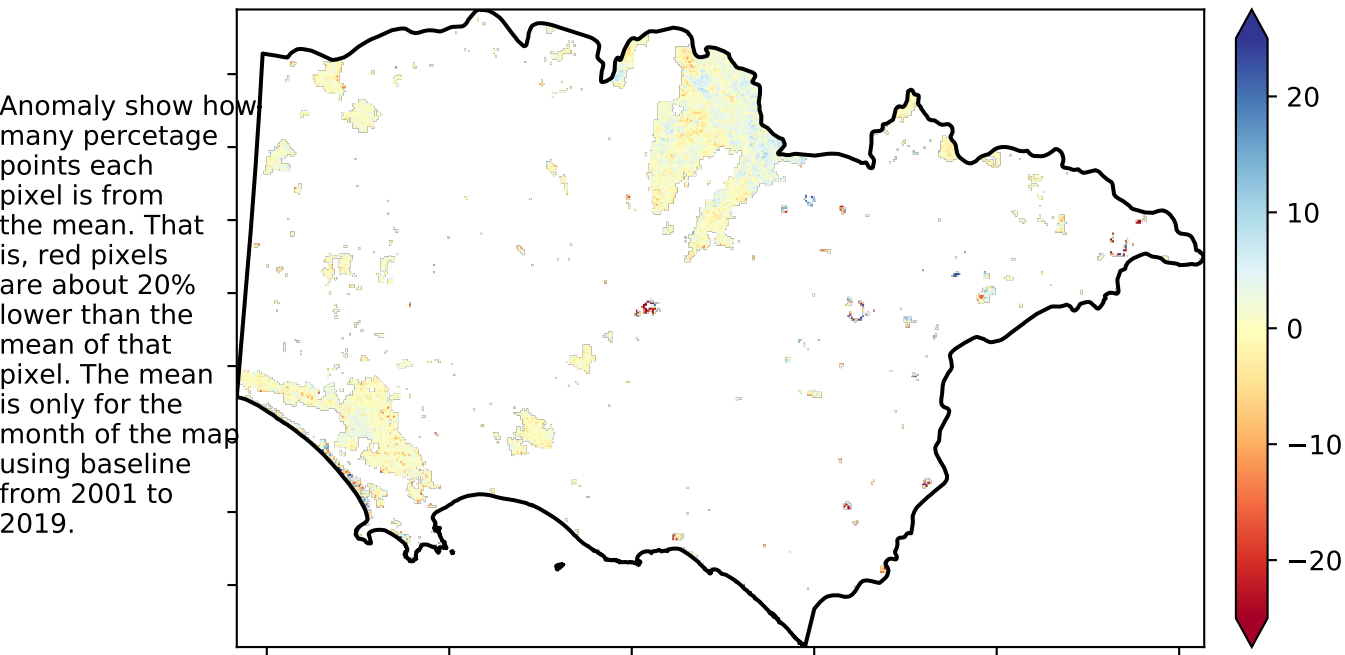 Anomaly show how
many percetage
points each
pixel is from
the mean. That
is, red pixels
are about 20%
lower than the
mean of that
pixel. The mean
is only for the
month of the map
using baseline
from 2001 to
2019.
20
10
0
−10
−20